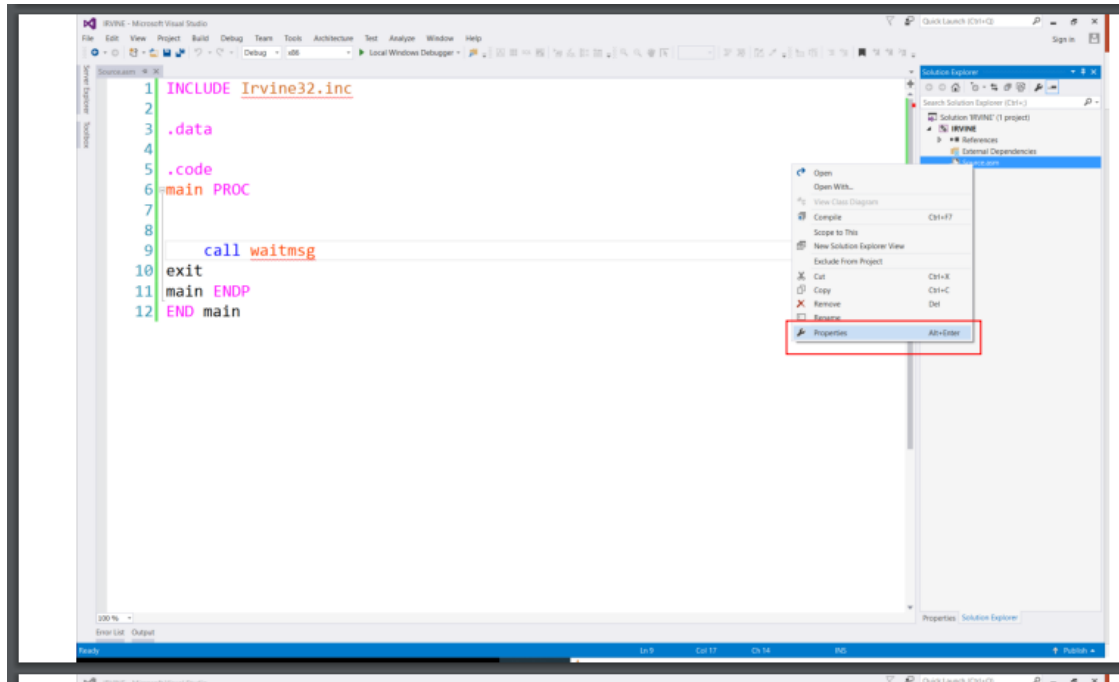 IRVINE - Microsoft Visual Studio
Quick Launch (Ctrl+Q)
File Edit View Project Build Debug Team Tools Architecture Test Analyze Window Help
Sign in
Debug x86 Local Windows Debugger
Server Explorer
Toolbox
Source.asm
1 INCLUDE Irvine32.inc
2
3 .data
4
5 .code
6 main PROC
7
8
9 call waitmsg
10 exit
11 main ENDP
12 END main
Solution Explorer
Search Solution Explorer (Ctrl+;)
Solution 'IRVINE' (1 project)
IRVINE
References
External Dependencies
Source.asm
Open
Open With...
View Class Diagram
Compile Ctrl+F7
Scope to This
New Solution Explorer View
Exclude From Project
Cut Ctrl+X
Copy Ctrl+C
Remove Del
Rename
Properties Alt+Enter
100 %
Properties Solution Explorer
Error List Output
Ready Ln 9 Col 17 Ch 14 INS Publish